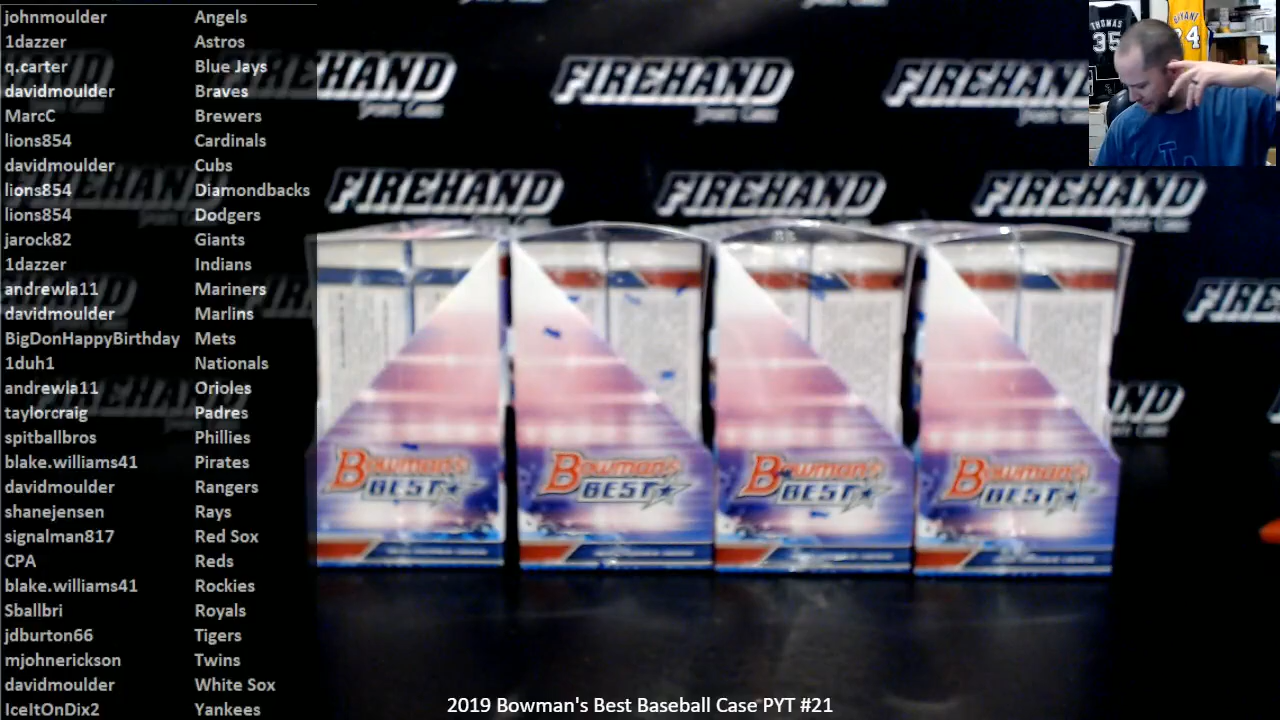 johnmoulder Angels
1dazzer Astros
q.carter Blue Jays
davidmoulder Braves
MarcC Brewers
lions854 Cardinals
davidmoulder Cubs
lions854 Diamondbacks
lions854 Dodgers
jarock82 Giants
1dazzer Indians
andrewla11 Mariners
davidmoulder Marlins
BigDonHappyBirthday Mets
1duh1 Nationals
andrewla11 Orioles
taylorcraig Padres
spitballbros Phillies
blake.williams41 Pirates
davidmoulder Rangers
shanejensen Rays
signalman817 Red Sox
CPA Reds
blake.williams41 Rockies
Sballbri Royals
jdburton66 Tigers
mjohnerickson Twins
davidmoulder White Sox
IceItOnDix2 Yankees
FIREHAND FIREHAND FIREHAND
FIREHAND FIREHAND FIREHAND
THOMAS
35
BRYANT
24
BOWMAN'S BEST
BOWMAN'S BEST
BOWMAN'S BEST
BOWMAN'S BEST
2019 Bowman's Best Baseball Case PYT #21